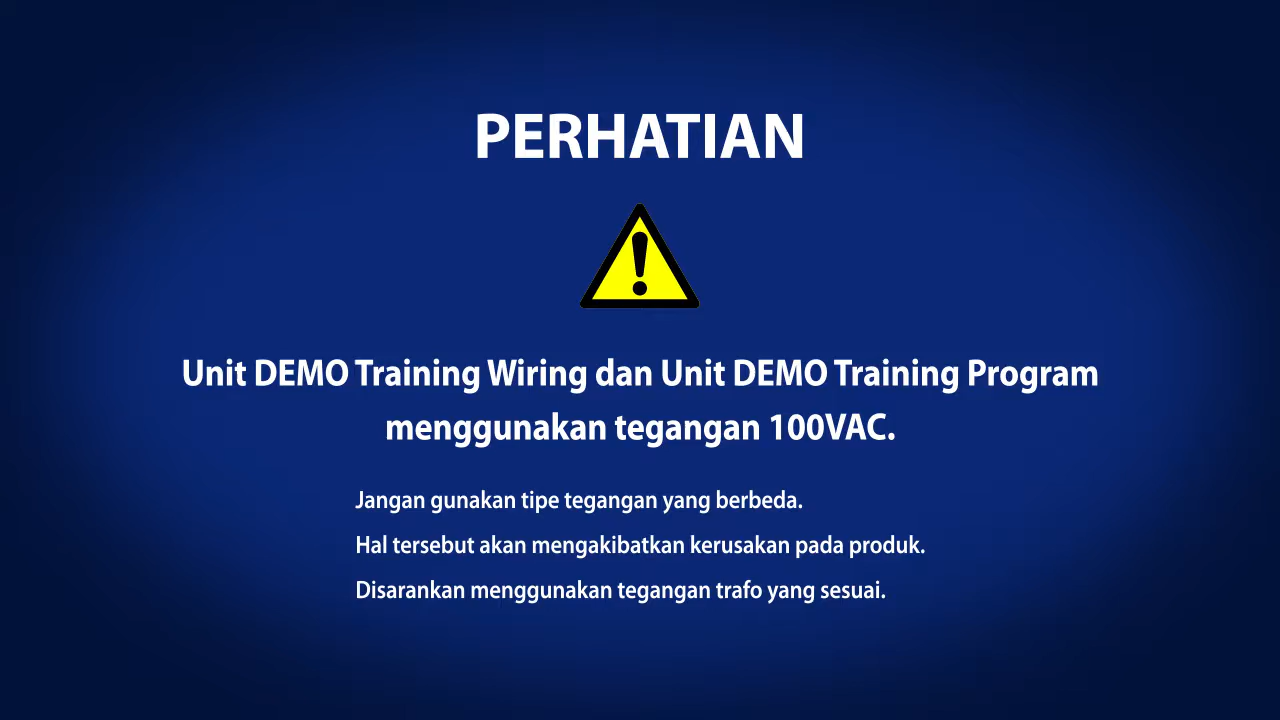 PERHATIAN
Unit DEMO Training Wiring dan Unit DEMO Training Program
menggunakan tegangan 100VAC.
Jangan gunakan tipe tegangan yang berbeda.
Hal tersebut akan mengakibatkan kerusakan pada produk.
Disarankan menggunakan tegangan trafo yang sesuai.